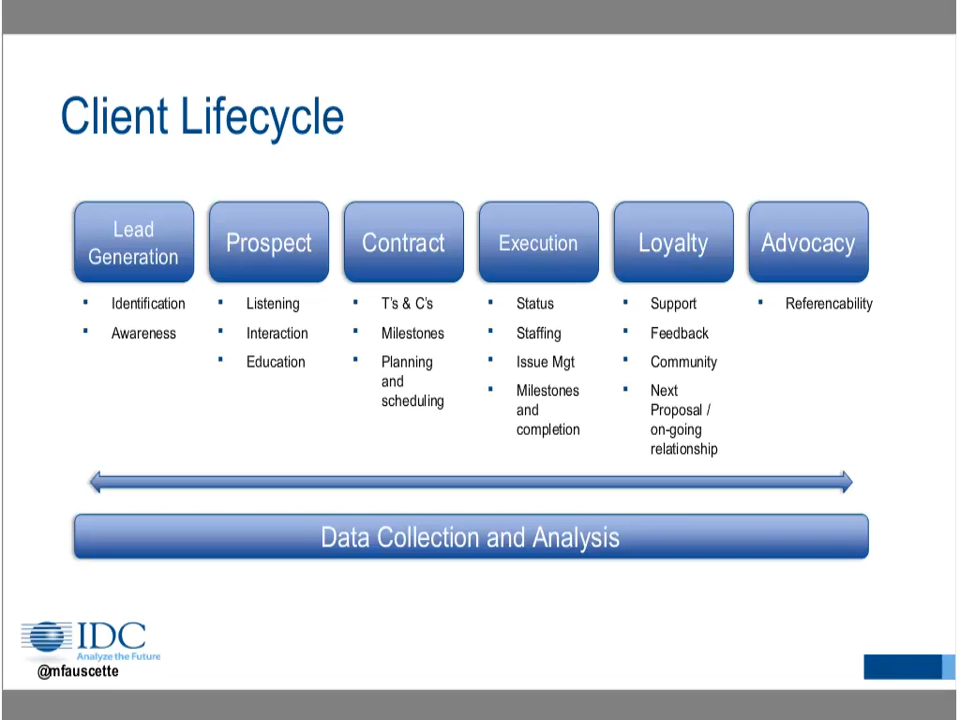 Client Lifecycle
Lead
Generation
Prospect
Contract
Execution
Loyalty
Advocacy
Identification
Awareness
Listening
Interaction
Education
T's & C's
Milestones
Planning
and
scheduling
Status
Staffing
Issue Mgt
Milestones
and
completion
Support
Feedback
Community
Next
Proposal /
on-going
relationship
Referencability
Data Collection and Analysis
IDC
Analyze the Future
@mfauscette